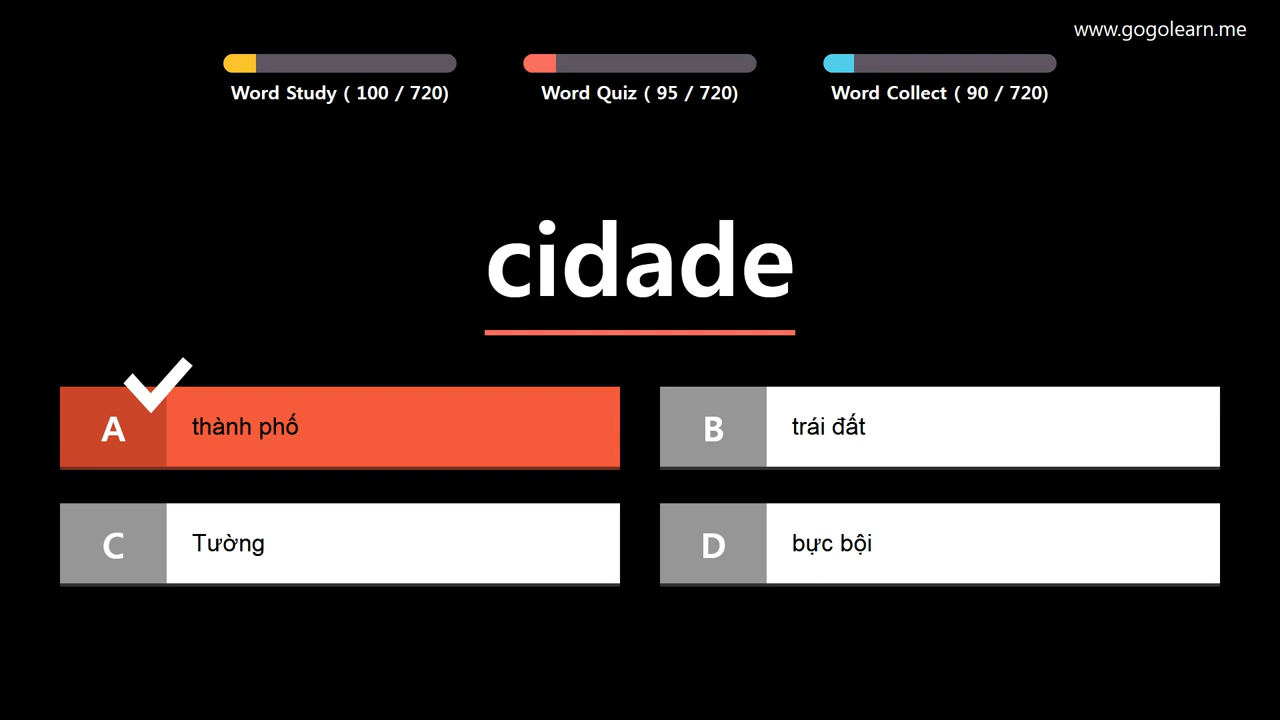 www.gogolearn.me
Word Study ( 100 / 720)
Word Quiz ( 95 / 720)
Word Collect ( 90 / 720)
cidade
A thành phố
B trái đất
C Tường
D bực bội